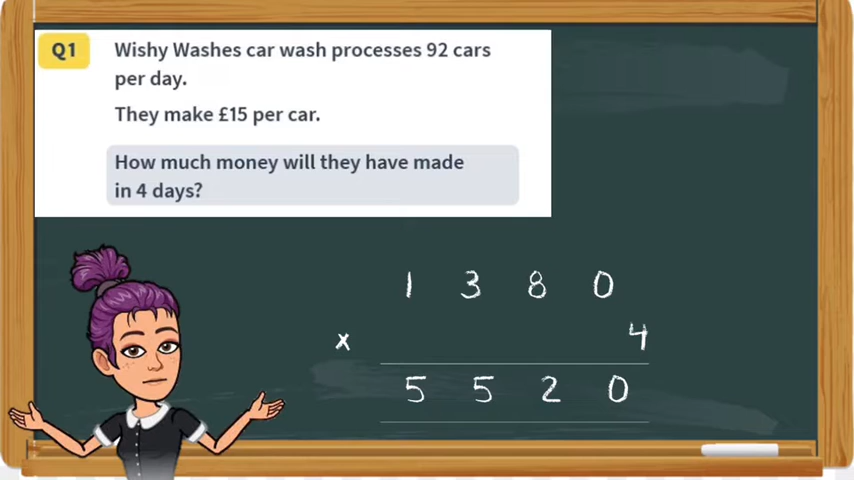 Q1 Wishy Washes car wash processes 92 cars
per day.
They make £15 per car.
How much money will they have made
in 4 days?
1 3 8 0
x 4
5 5 2 0